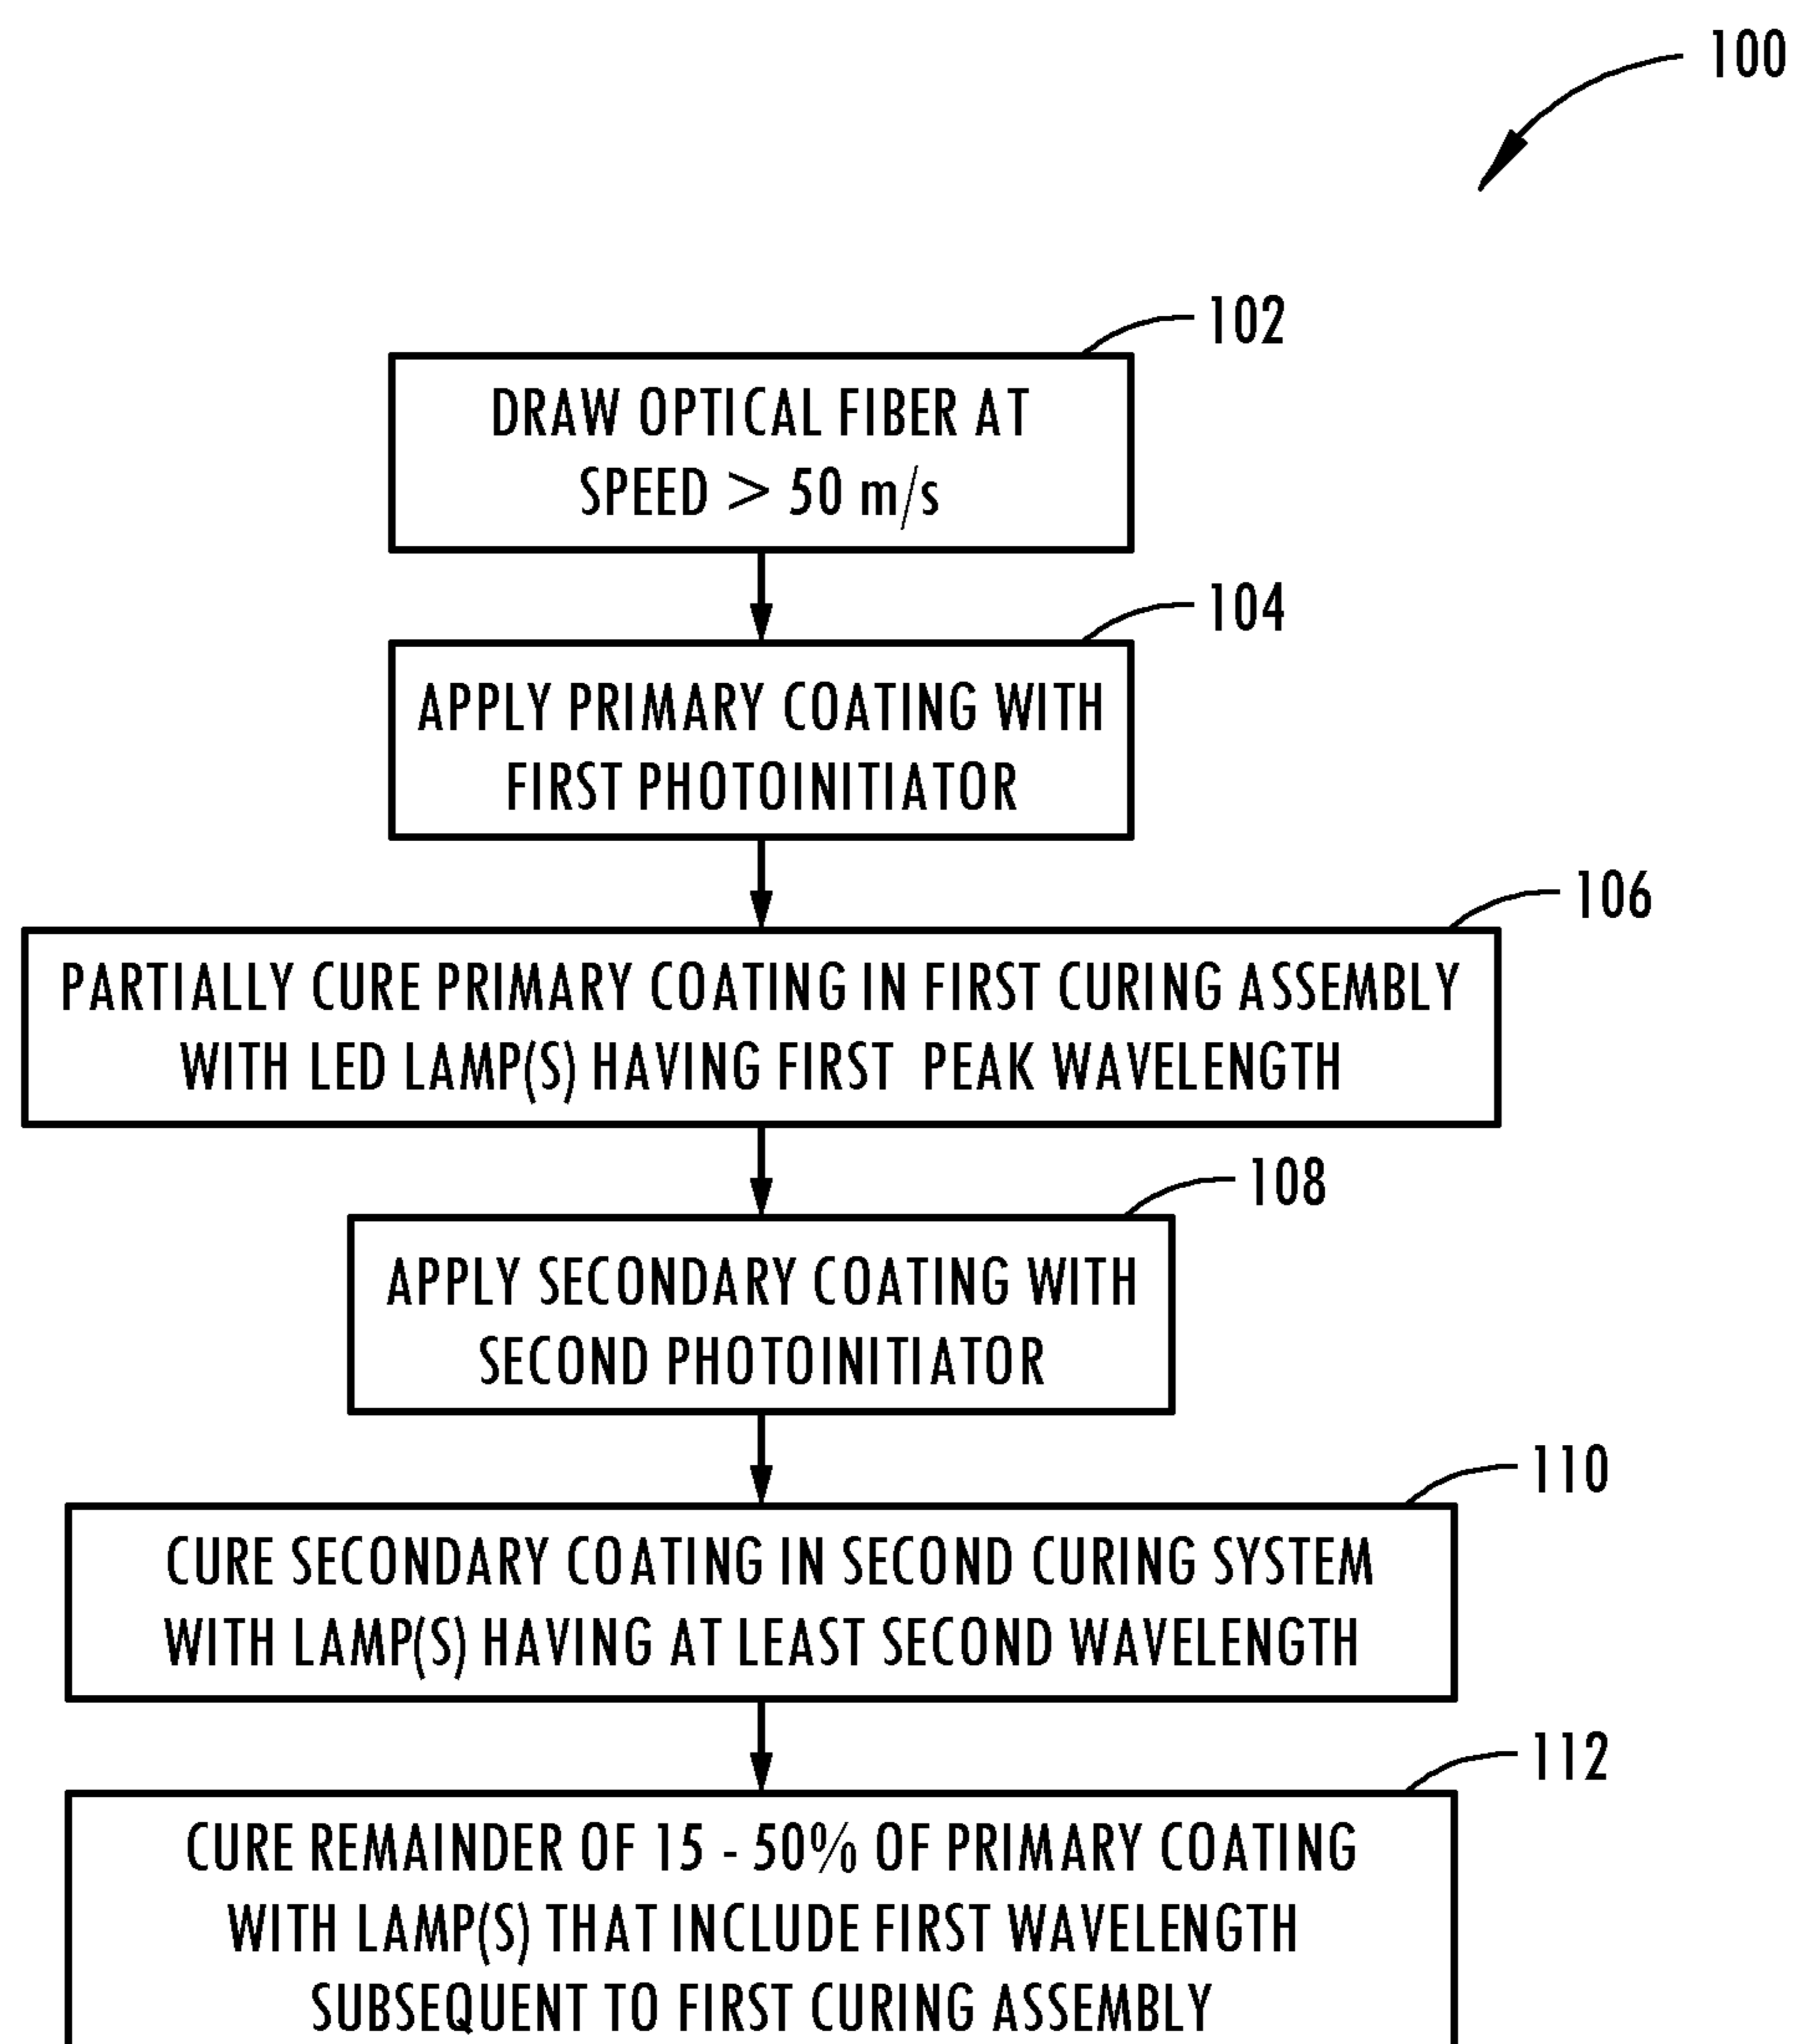 100
102
DRAW OPTICAL FIBER AT
SPEED > 50 m/s
104
APPLY PRIMARY COATING WITH
FIRST PHOTOINITIATOR
106
PARTIALLY CURE PRIMARY COATING IN FIRST CURING ASSEMBLY
WITH LED LAMP(S) HAVING FIRST PEAK WAVELENGTH
108
APPLY SECONDARY COATING WITH
SECOND PHOTOINITIATOR
110
CURE SECONDARY COATING IN SECOND CURING SYSTEM
WITH LAMP(S) HAVING AT LEAST SECOND WAVELENGTH
112
CURE REMAINDER OF 15 - 50% OF PRIMARY COATING
WITH LAMP(S) THAT INCLUDE FIRST WAVELENGTH
SUBSEQUENT TO FIRST CURING ASSEMBLY